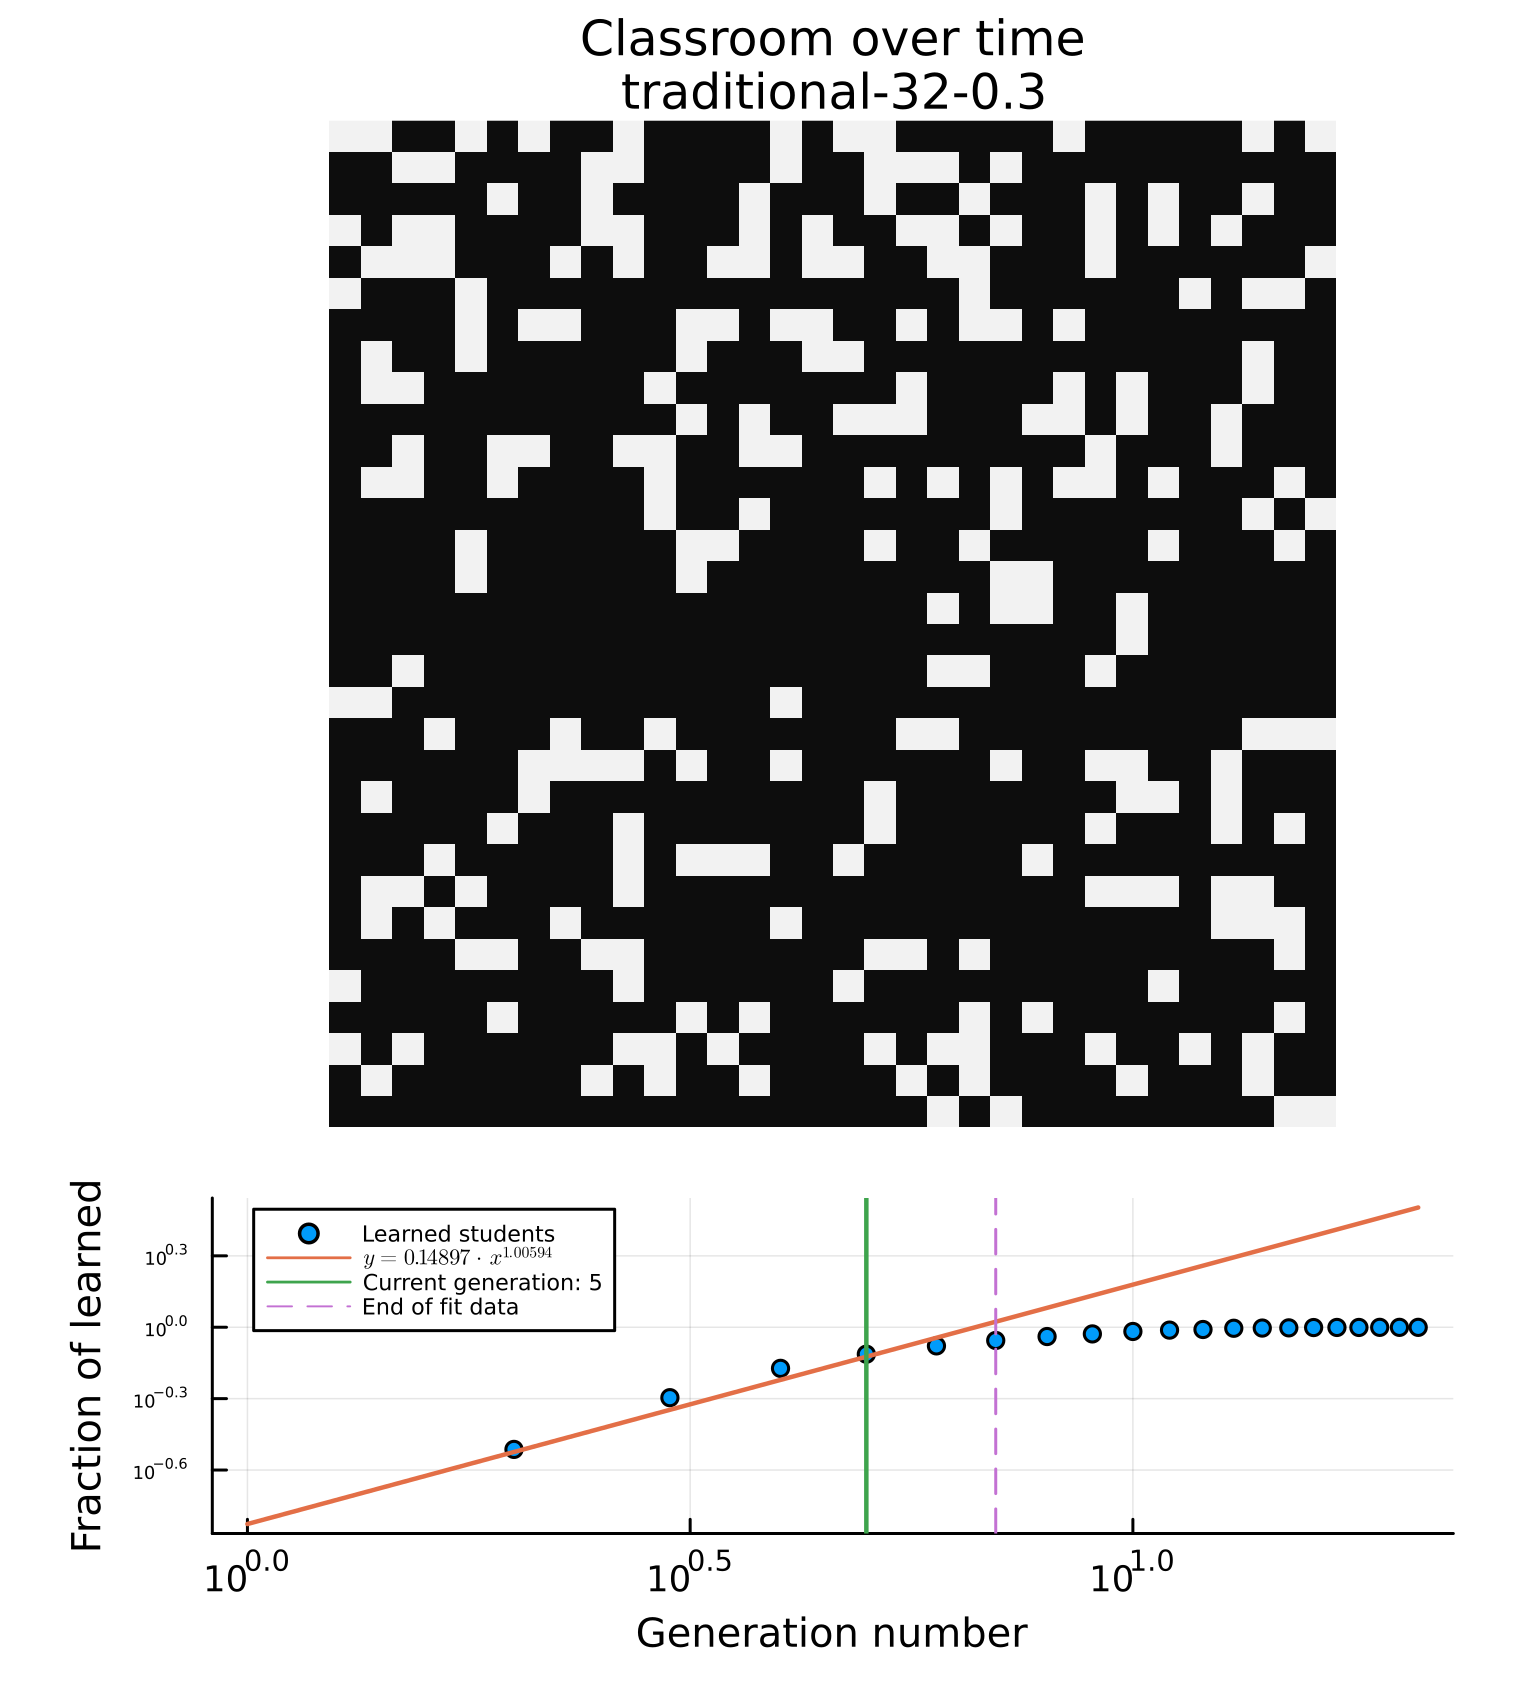 Classroom over time
traditional-32-0.3
Fraction of learned
10^0.3
10^0.0
10^−0.3
10^−0.6
Learned students
y = 0.14897 · x^1.00594
Current generation: 5
End of fit data
10^0.0
10^0.5
10^1.0
Generation number